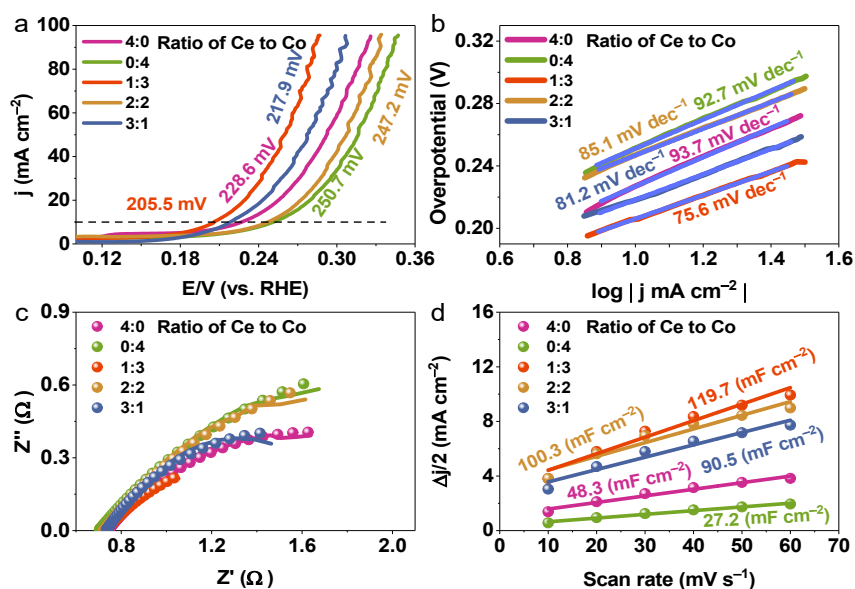 a
4:0 Ratio of Ce to Co
0:4
1:3
2:2
3:1
217.9 mV
247.2 mV
228.6 mV
250.7 mV
205.5 mV
100
80
60
40
20
0
0.12
0.18
0.24
0.30
0.36
j (mA cm−2)
E/V (vs. RHE)
b
4:0 Ratio of Ce to Co
0:4
1:3
2:2
3:1
92.7 mV dec−1
85.1 mV dec−1
93.7 mV dec−1
81.2 mV dec−1
75.6 mV dec−1
0.32
0.28
0.24
0.20
0.6
0.8
1.0
1.2
1.4
1.6
Overpotential (V)
log | j mA cm−2 |
c
4:0 Ratio of Ce to Co
0:4
1:3
2:2
3:1
0.9
0.6
0.3
0.0
0.8
1.2
1.6
2.0
Z'' (Ω)
Z' (Ω)
d
4:0 Ratio of Ce to Co
0:4
1:3
2:2
3:1
119.7 (mF cm−2)
100.3 (mF cm−2)
90.5 (mF cm−2)
48.3 (mF cm−2)
27.2 (mF cm−2)
16
12
8
4
0
10
20
30
40
50
60
70
Δj/2 (mA cm−2)
Scan rate (mV s−1)